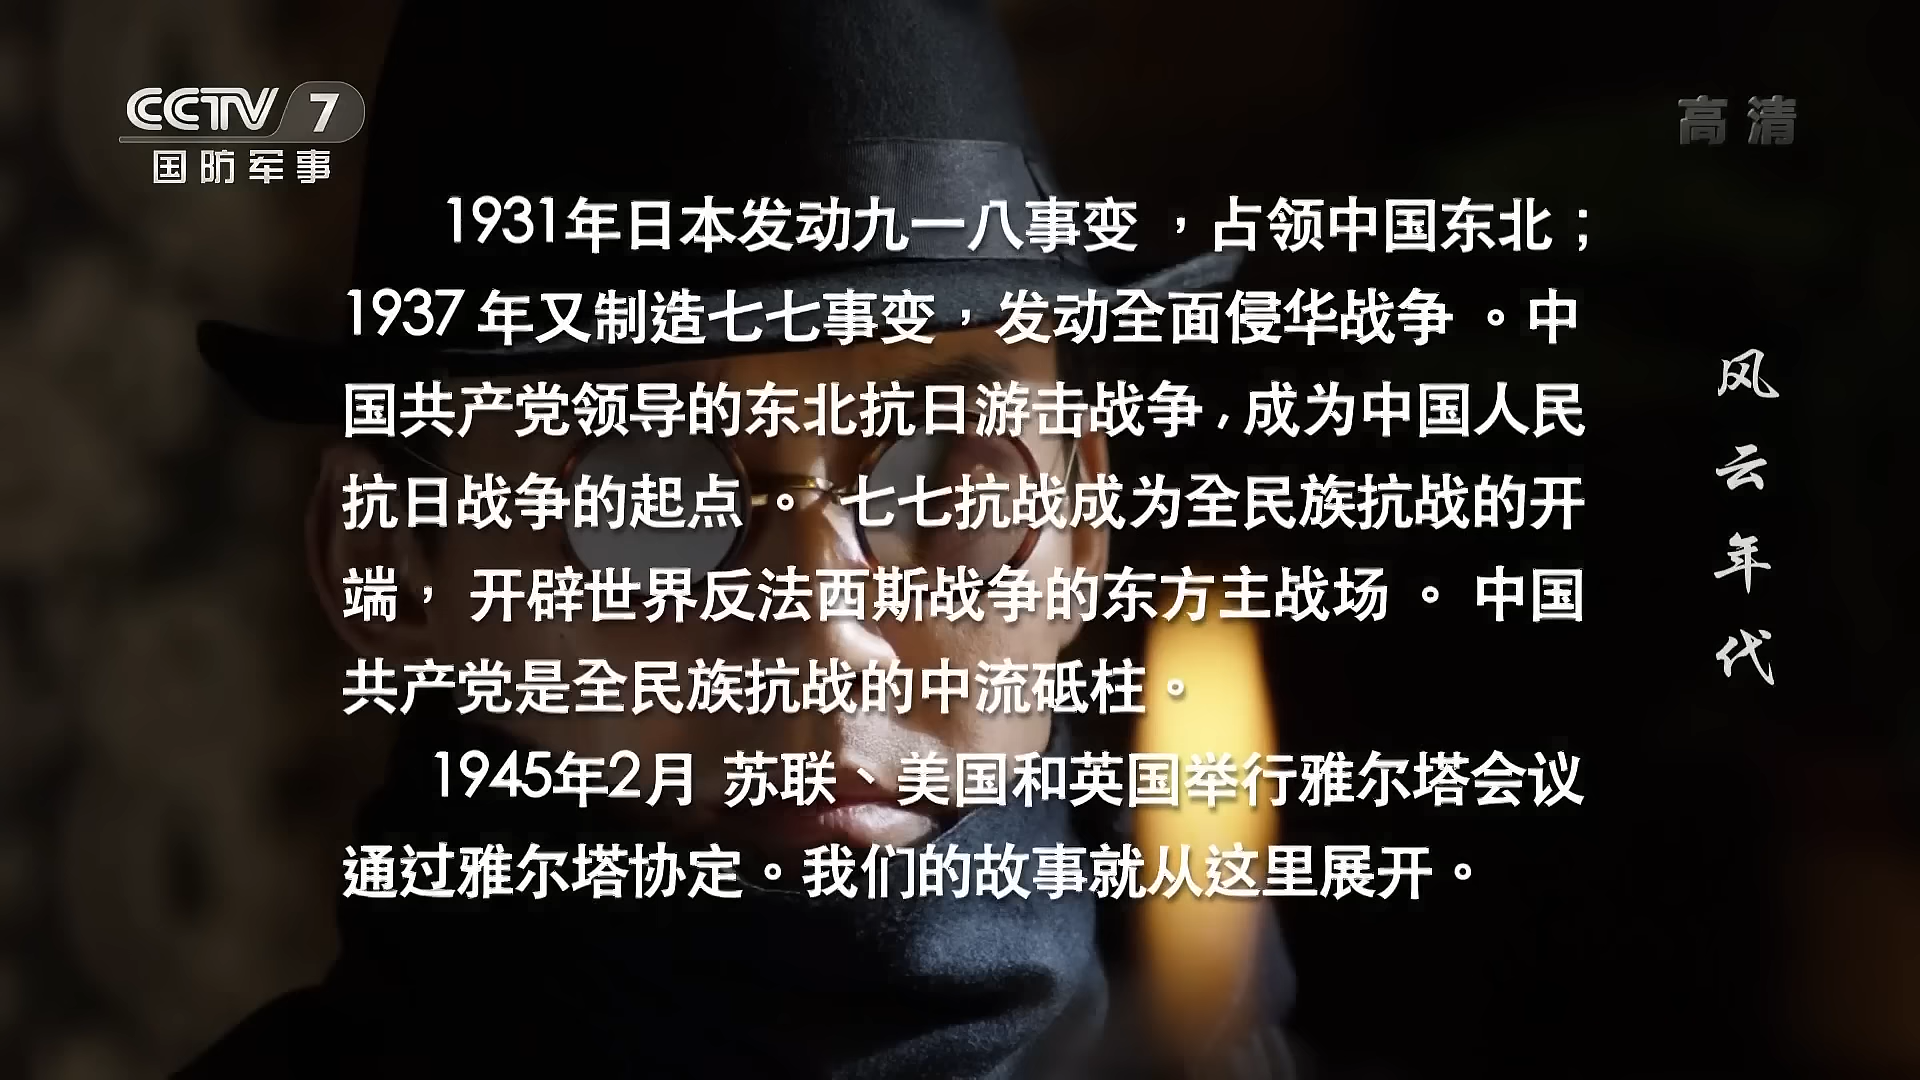 CCTV 7
国防军事
高清
1931年日本发动九一八事变，占领中国东北；
1937年又制造七七事变，发动全面侵华战争。中
国共产党领导的东北抗日游击战争，成为中国人民
抗日战争的起点。七七抗战成为全民族抗战的开
端，开辟世界反法西斯战争的东方主战场。中国
共产党是全民族抗战的中流砥柱。
1945年2月 苏联、美国和英国举行雅尔塔会议
通过雅尔塔协定。我们的故事就从这里展开。
风云年代